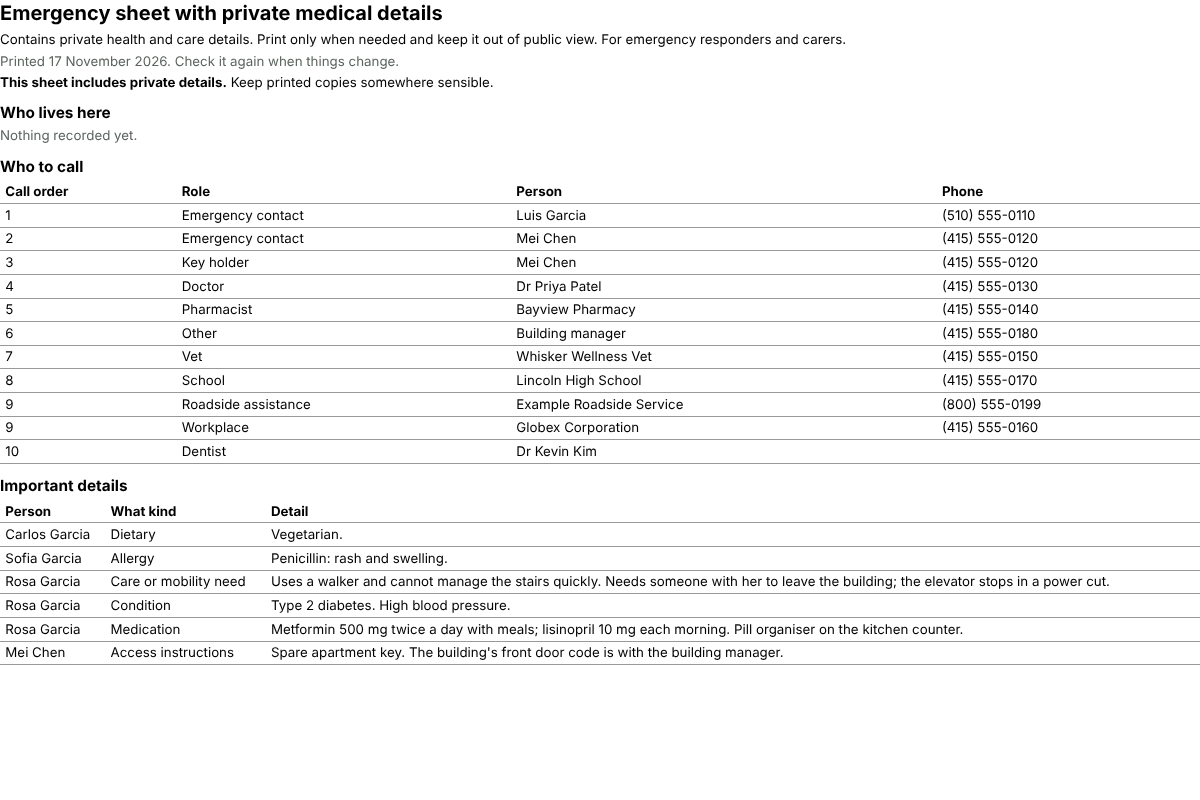 Emergency sheet with private medical details
Contains private health and care details. Print only when needed and keep it out of public view. For emergency responders and carers.
Printed 17 November 2026. Check it again when things change.
This sheet includes private details. Keep printed copies somewhere sensible.
Who lives here
Nothing recorded yet.
Who to call
Call order Role Person Phone
1 Emergency contact Luis Garcia (510) 555-0110
2 Emergency contact Mei Chen (415) 555-0120
3 Key holder Mei Chen (415) 555-0120
4 Doctor Dr Priya Patel (415) 555-0130
5 Pharmacist Bayview Pharmacy (415) 555-0140
6 Other Building manager (415) 555-0180
7 Vet Whisker Wellness Vet (415) 555-0150
8 School Lincoln High School (415) 555-0170
9 Roadside assistance Example Roadside Service (800) 555-0199
9 Workplace Globex Corporation (415) 555-0160
10 Dentist Dr Kevin Kim
Important details
Person What kind Detail
Carlos Garcia Dietary Vegetarian.
Sofia Garcia Allergy Penicillin: rash and swelling.
Rosa Garcia Care or mobility need Uses a walker and cannot manage the stairs quickly. Needs someone with her to leave the building; the elevator stops in a power cut.
Rosa Garcia Condition Type 2 diabetes. High blood pressure.
Rosa Garcia Medication Metformin 500 mg twice a day with meals; lisinopril 10 mg each morning. Pill organiser on the kitchen counter.
Mei Chen Access instructions Spare apartment key. The building's front door code is with the building manager.